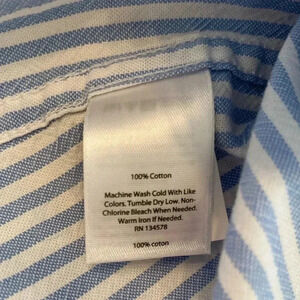 100% Cotton
Machine Wash Cold With Like
Colors. Tumble Dry Low. Non-
Chlorine Bleach When Needed.
Warm Iron If Needed.
RN 134578
100% coton